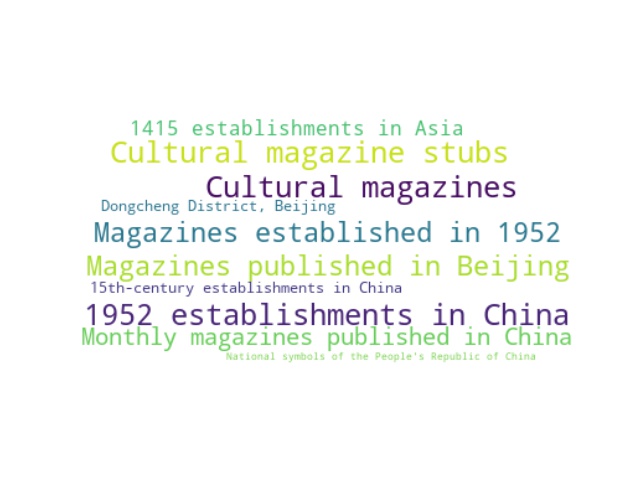 1415 establishments in Asia
Cultural magazine stubs
Cultural magazines
Dongcheng District, Beijing
Magazines established in 1952
Magazines published in Beijing
15th-century establishments in China
1952 establishments in China
Monthly magazines published in China
National symbols of the People's Republic of China